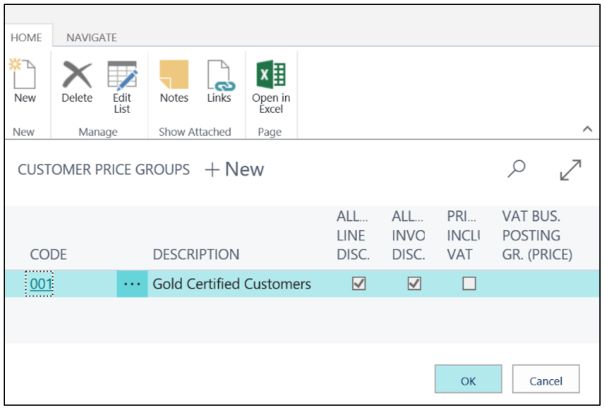 HOME NAVIGATE
New Delete Edit List Notes Links Open in Excel
New Manage Show Attached Page
CUSTOMER PRICE GROUPS + New
ALL... ALL... PRI... VAT BUS.
LINE INVO INCLU POSTING
CODE DESCRIPTION DISC. DISC. VAT GR. (PRICE)
001 ... Gold Certified Customers
OK Cancel